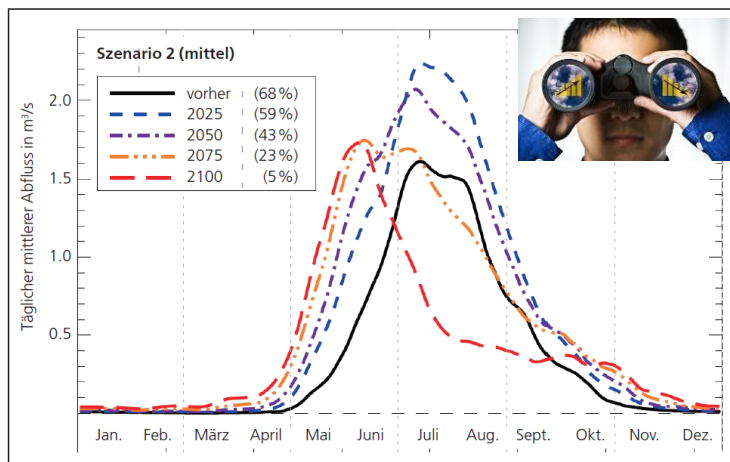 Szenario 2 (mittel)
vorher (68 %)
2025 (59 %)
2050 (43 %)
2075 (23 %)
2100 (5 %)
Täglicher mittlerer Abfluss in m³/s
2.0
1.5
1.0
0.5
Jan. Feb. März April Mai Juni Juli Aug. Sept. Okt. Nov. Dez.